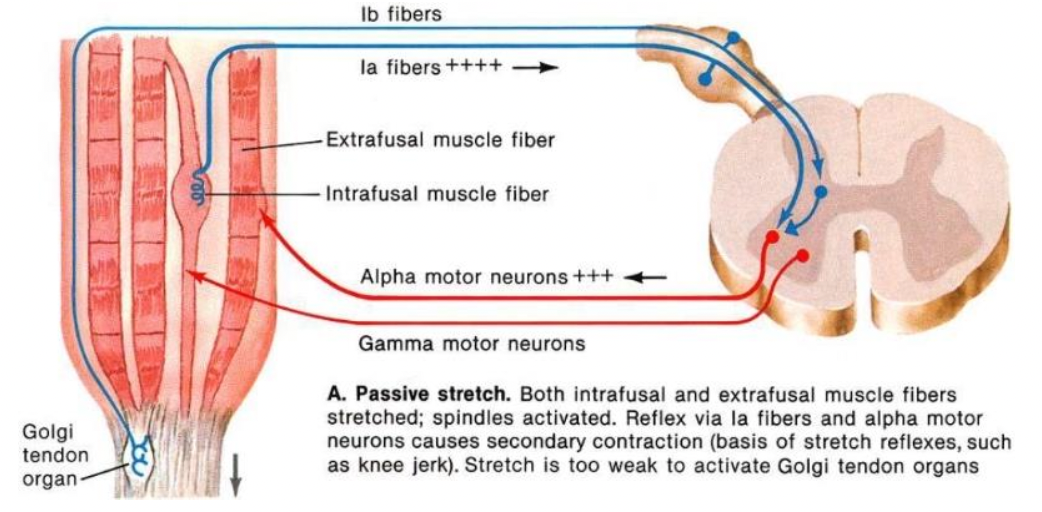 Ib fibers
Ia fibers ++++
Extrafusal muscle fiber
Intrafusal muscle fiber
Alpha motor neurons +++
Gamma motor neurons
A. Passive stretch. Both intrafusal and extrafusal muscle fibers
stretched; spindles activated. Reflex via Ia fibers and alpha motor
neurons causes secondary contraction (basis of stretch reflexes, such
as knee jerk). Stretch is too weak to activate Golgi tendon organs
Golgi
tendon
organ